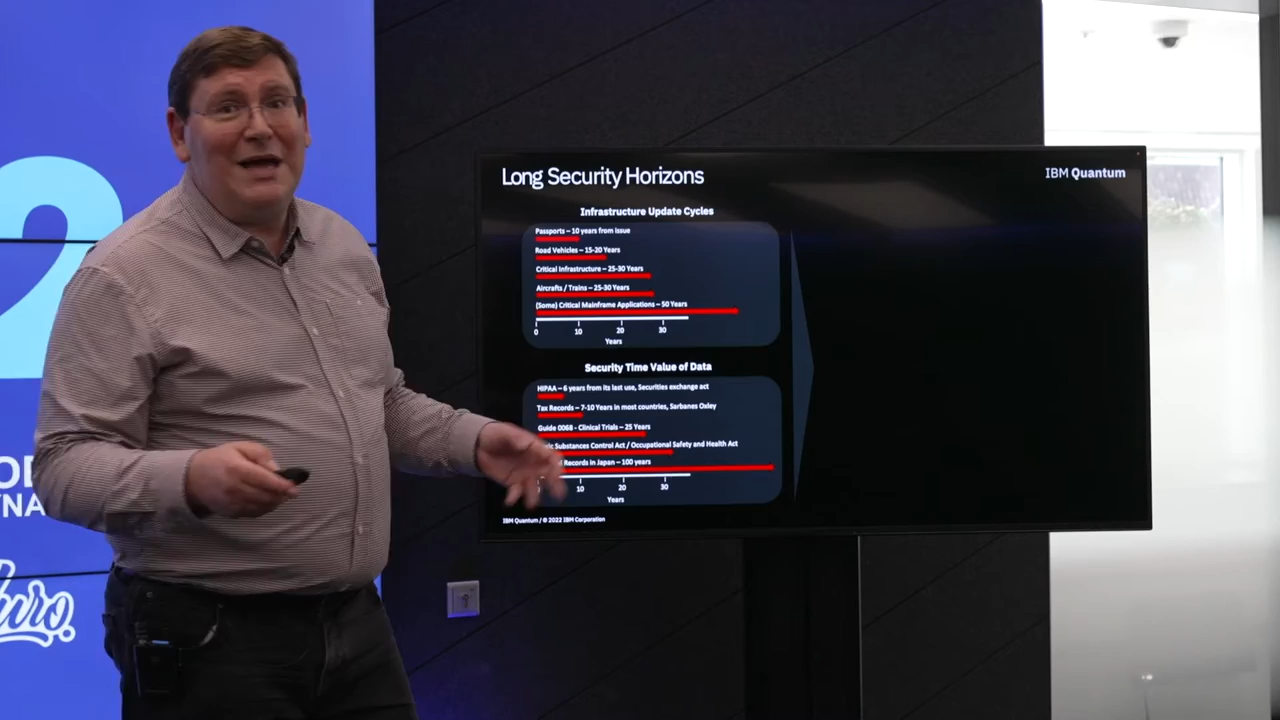 2
Long Security Horizons
IBM Quantum
Infrastructure Update Cycles
Passports – 10 years from issue
Road Vehicles – 15-20 Years
Critical Infrastructure – 25-30 Years
Aircrafts / Trains – 25-30 Years
(Some) Critical Mainframe Applications – 50 Years
0 10 20 30
Years
Security Time Value of Data
HIPAA – 6 years from its last use, Securities exchange act
Tax Records – 7-10 Years in most countries, Sarbanes Oxley
Guide 0068 - Clinical Trials – 25 Years
Substances Control Act / Occupational Safety and Health Act
Records in Japan – 100 years
10 20 30
Years
IBM Quantum / © 2022 IBM Corporation